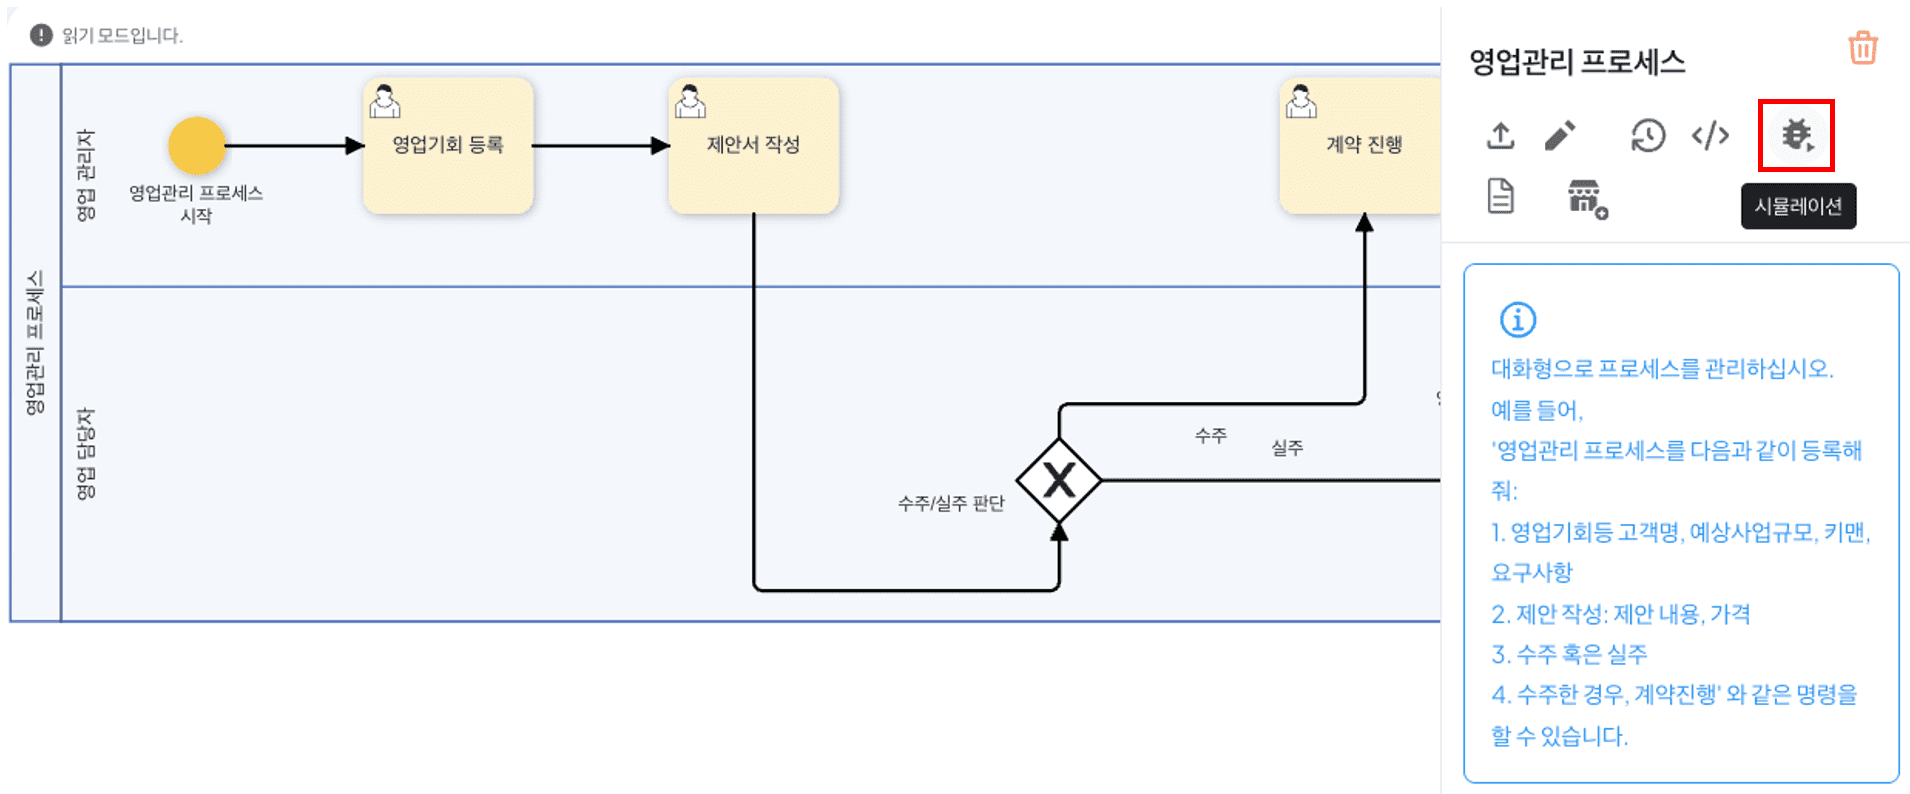 읽기 모드입니다.
영업관리 프로세스
영업 관리자
영업 담당자
영업관리 프로세스
시작
영업기회 등록
제안서 작성
계약 진행
수주
실주
수주/실주 판단
X
영업관리 프로세스
</>
시뮬레이션
대화형으로 프로세스를 관리하십시오.
예를 들어,
'영업관리 프로세스를 다음과 같이 등록해
줘:
1. 영업기회등 고객명, 예상사업규모, 키맨,
요구사항
2. 제안 작성: 제안 내용, 가격
3. 수주 혹은 실주
4. 수주한 경우, 계약진행' 와 같은 명령을
할 수 있습니다.